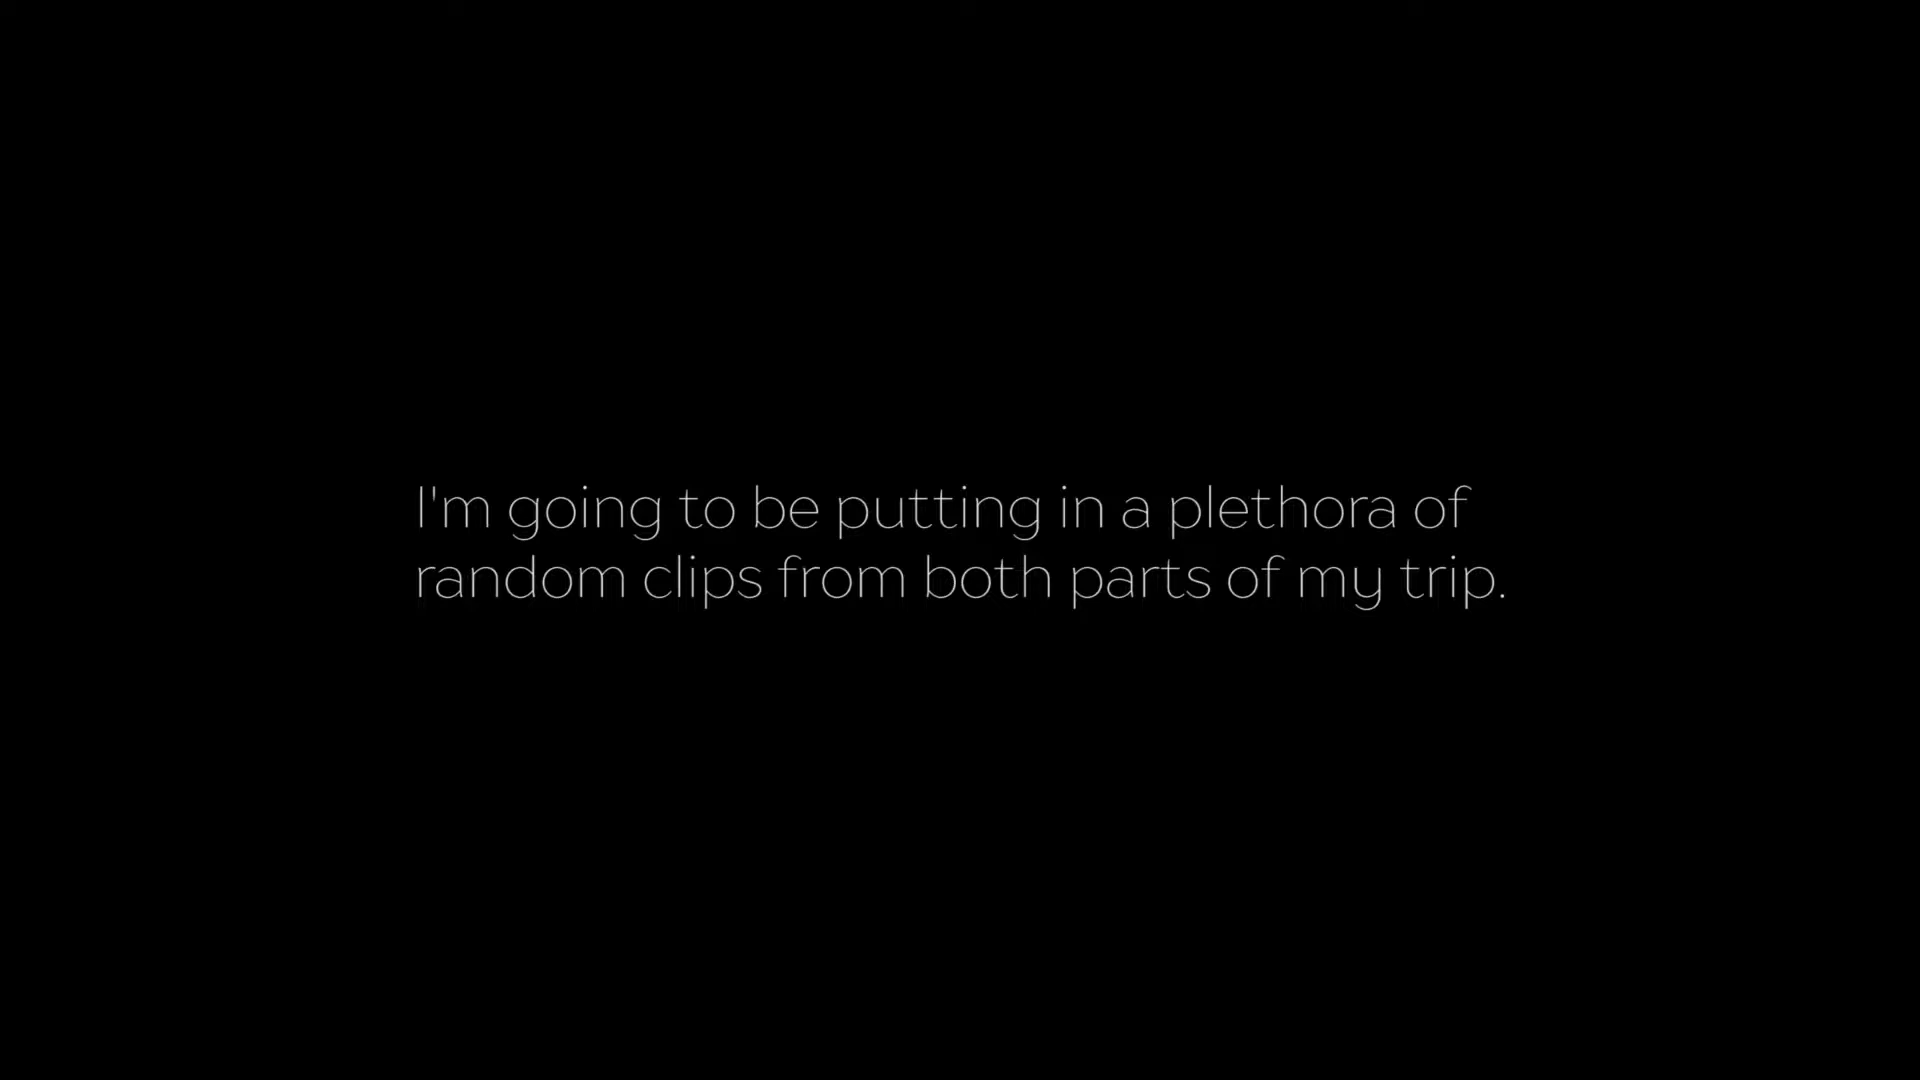 I'm going to be putting in a plethora of
random clips from both parts of my trip.